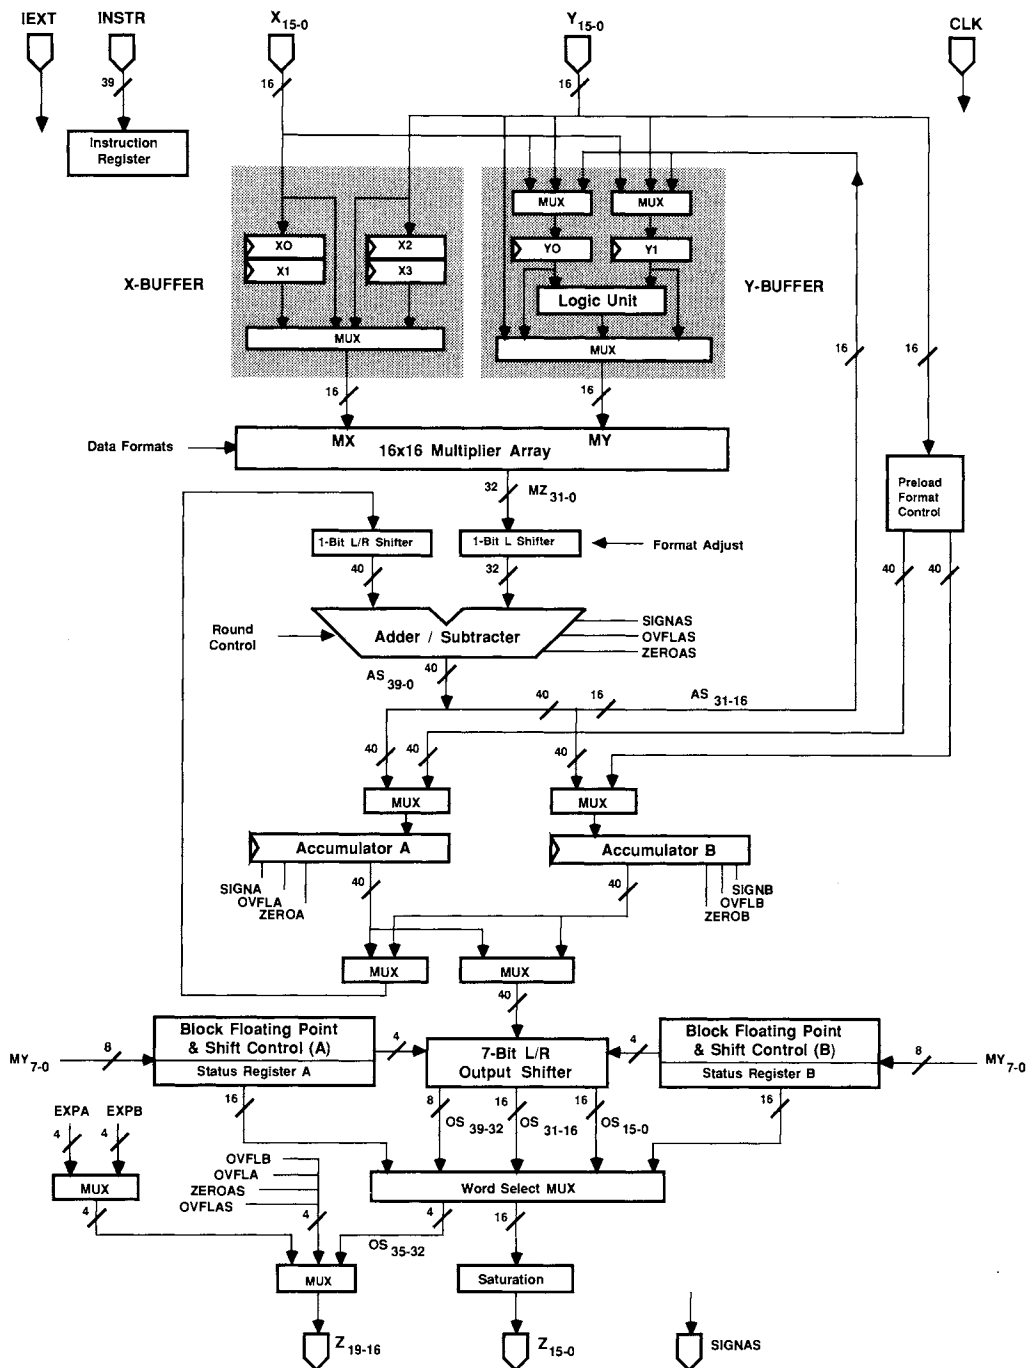 IEXT INSTR X15-0 Y15-0 CLK
39 16 16
Instruction
Register
MUX MUX
X0 X2 Y0 Y1
X1 X3
X-BUFFER Logic Unit Y-BUFFER
MUX MUX
16 16
16 16
Data Formats MX MY
16x16 Multiplier Array
Preload
Format
Control
32 MZ31-0
1-Bit L/R Shifter 1-Bit L Shifter Format Adjust
40 32 40 40
Round
Control
Adder / Subtracter
SIGNAS
OVFLAS
ZEROAS
AS39-0 40
40 16 AS31-16
40 40 40
MUX MUX
Accumulator A Accumulator B
SIGNA
OVFLA
ZEROA
40 40
SIGNB
OVFLB
ZEROB
MUX MUX
40
MY7-0 8
Block Floating Point
& Shift Control (A)
Status Register A
4
7-Bit L/R
Output Shifter
4
Block Floating Point
& Shift Control (B)
Status Register B
8 MY7-0
16 8 OS39-32 16 OS31-16 16 OS15-0 16
EXPA EXPB
4 4
MUX
4
OVFLB
OVFLA
ZEROAS
OVFLAS
4
Word Select MUX
4 16
OS35-32
MUX Saturation
Z19-16 Z15-0 SIGNAS